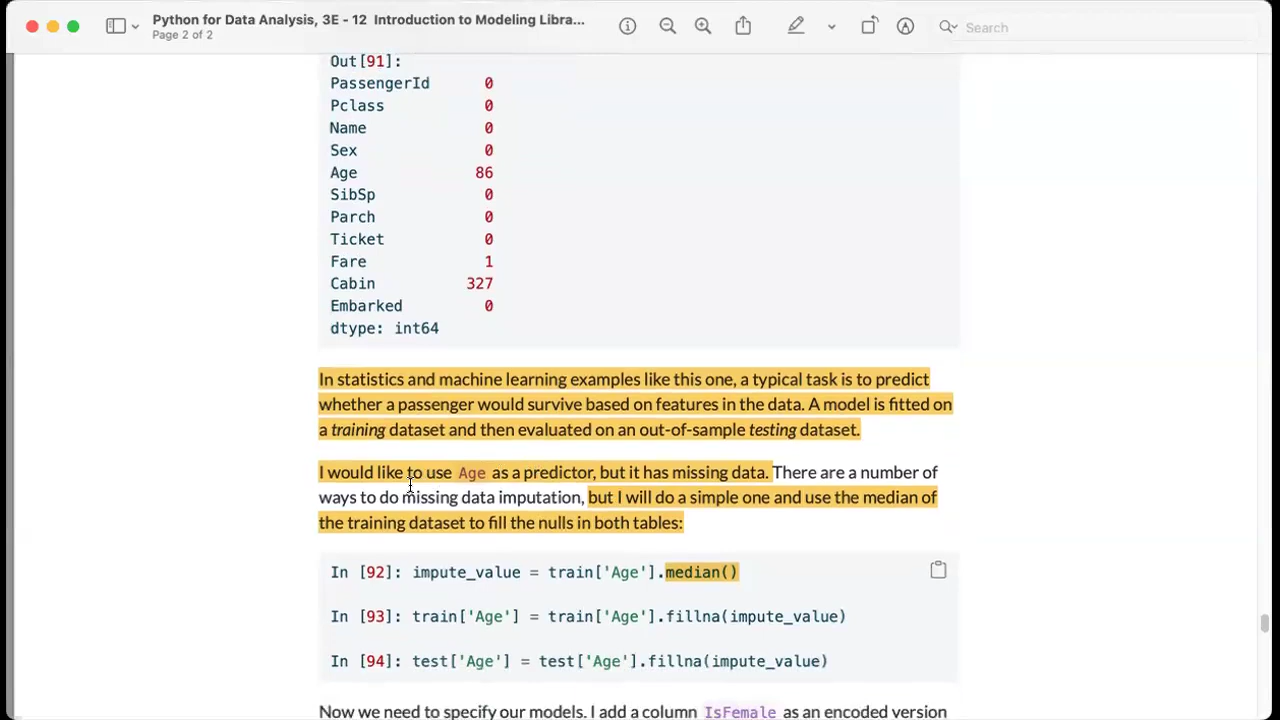 Python for Data Analysis, 3E - 12  Introduction to Modeling Libra...
Page 2 of 2
Search
Out[91]:
PassengerId 0
Pclass 0
Name 0
Sex 0
Age 86
SibSp 0
Parch 0
Ticket 0
Fare 1
Cabin 327
Embarked 0
dtype: int64
In statistics and machine learning examples like this one, a typical task is to predict
whether a passenger would survive based on features in the data. A model is fitted on
a training dataset and then evaluated on an out-of-sample testing dataset.
I would like to use Age as a predictor, but it has missing data. There are a number of
ways to do missing data imputation, but I will do a simple one and use the median of
the training dataset to fill the nulls in both tables:
In [92]: impute_value = train['Age'].median()
In [93]: train['Age'] = train['Age'].fillna(impute_value)
In [94]: test['Age'] = test['Age'].fillna(impute_value)
Now we need to specify our models. I add a column IsFemale as an encoded version